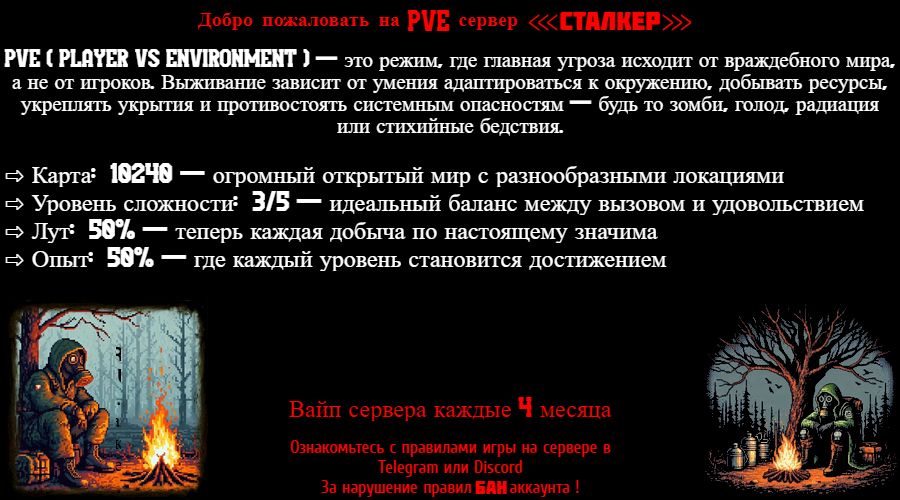 Добро пожаловать на PVE сервер <<<СТАЛКЕР>>>
PVE ( PLAYER VS ENVIRONMENT ) — это режим, где главная угроза исходит от враждебного мира,
а не от игроков. Выживание зависит от умения адаптироваться к окружению, добывать ресурсы,
укреплять укрытия и противостоять системным опасностям — будь то зомби, голод, радиация
или стихийные бедствия.
⇨ Карта: 10240 — огромный открытый мир с разнообразными локациями
⇨ Уровень сложности: 3/5 — идеальный баланс между вызовом и удовольствием
⇨ Лут: 50% — теперь каждая добыча по настоящему значима
⇨ Опыт: 50% — где каждый уровень становится достижением
Вайп сервера каждые 4 месяца
Ознакомьтесь с правилами игры на сервере в
Telegram или Discord
За нарушение правил БАН аккаунта !